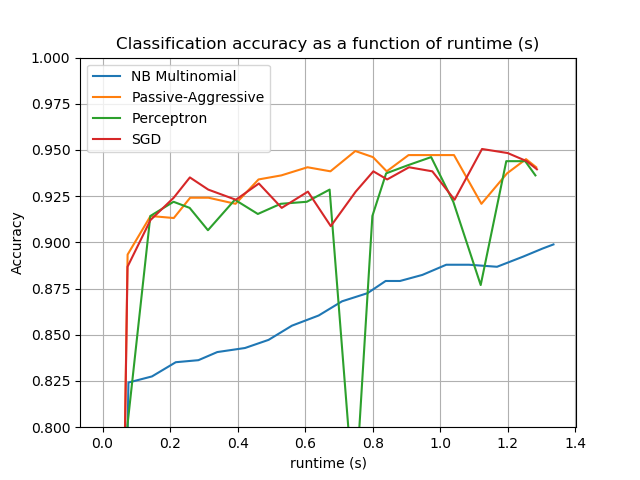 Classification accuracy as a function of runtime (s)
NB Multinomial
Passive-Aggressive
Perceptron
SGD
Accuracy
1.000
0.975
0.950
0.925
0.900
0.875
0.850
0.825
0.800
0.0 0.2 0.4 0.6 0.8 1.0 1.2 1.4
runtime (s)